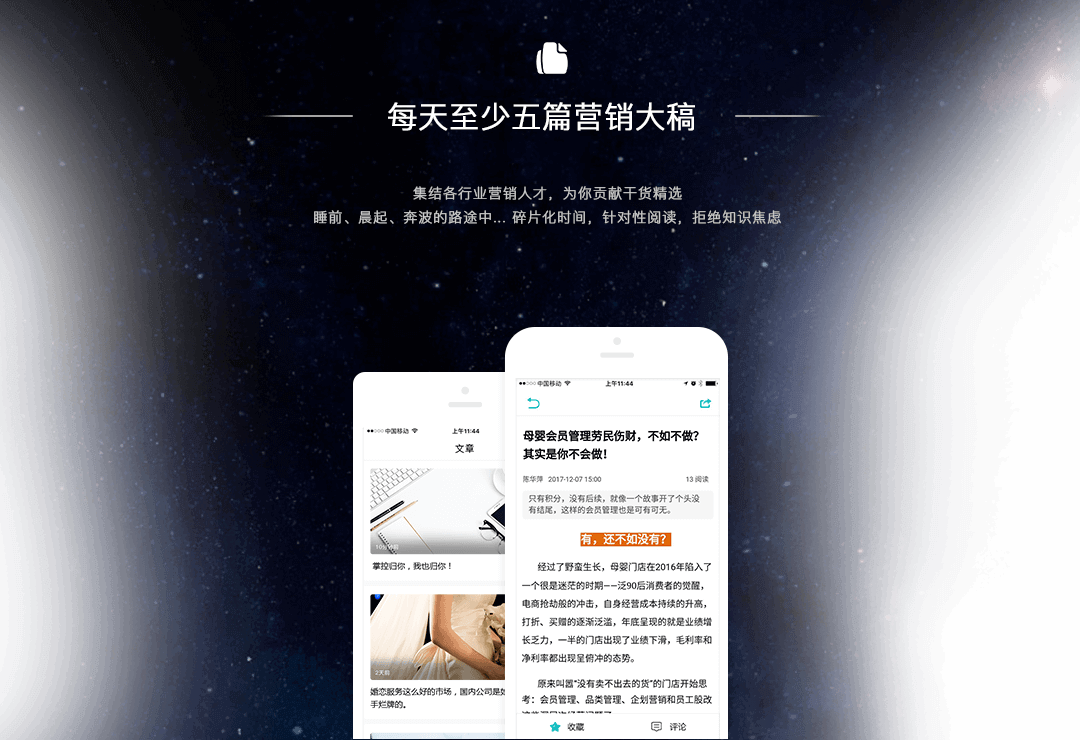 每天至少五篇营销大稿
集结各行业营销人才，为你贡献干货精选
睡前、晨起、奔波的路途中... 碎片化时间，针对性阅读，拒绝知识焦虑
中国移动
上午11:44
文章
10分钟前
掌控归你，我也归你！
2天前
婚恋服务这么好的市场，国内公司是如
手烂牌的。
中国移动
上午11:44
母婴会员管理劳民伤财，不如不做？
其实是你不会做！
陈华萍 2017-12-07 15:00
13 阅读
只有积分，没有后续，就像一个故事开了个头没
有结尾，这样的会员管理也是可有可无。
有，还不如没有？
经过了野蛮生长，母婴门店在2016年陷入了
一个很是迷茫的时期——泛90后消费者的觉醒，
电商抢劫般的冲击，自身经营成本持续的升高，
打折、买赠的逐渐泛滥，年底呈现的就是业绩增
长乏力，一半的门店出现了业绩下滑，毛利率和
净利率都出现呈俯冲的态势。
原来叫嚣“没有卖不出去的货”的门店开始思
考：会员管理、品类管理、企划营销和员工股改
收藏
评论